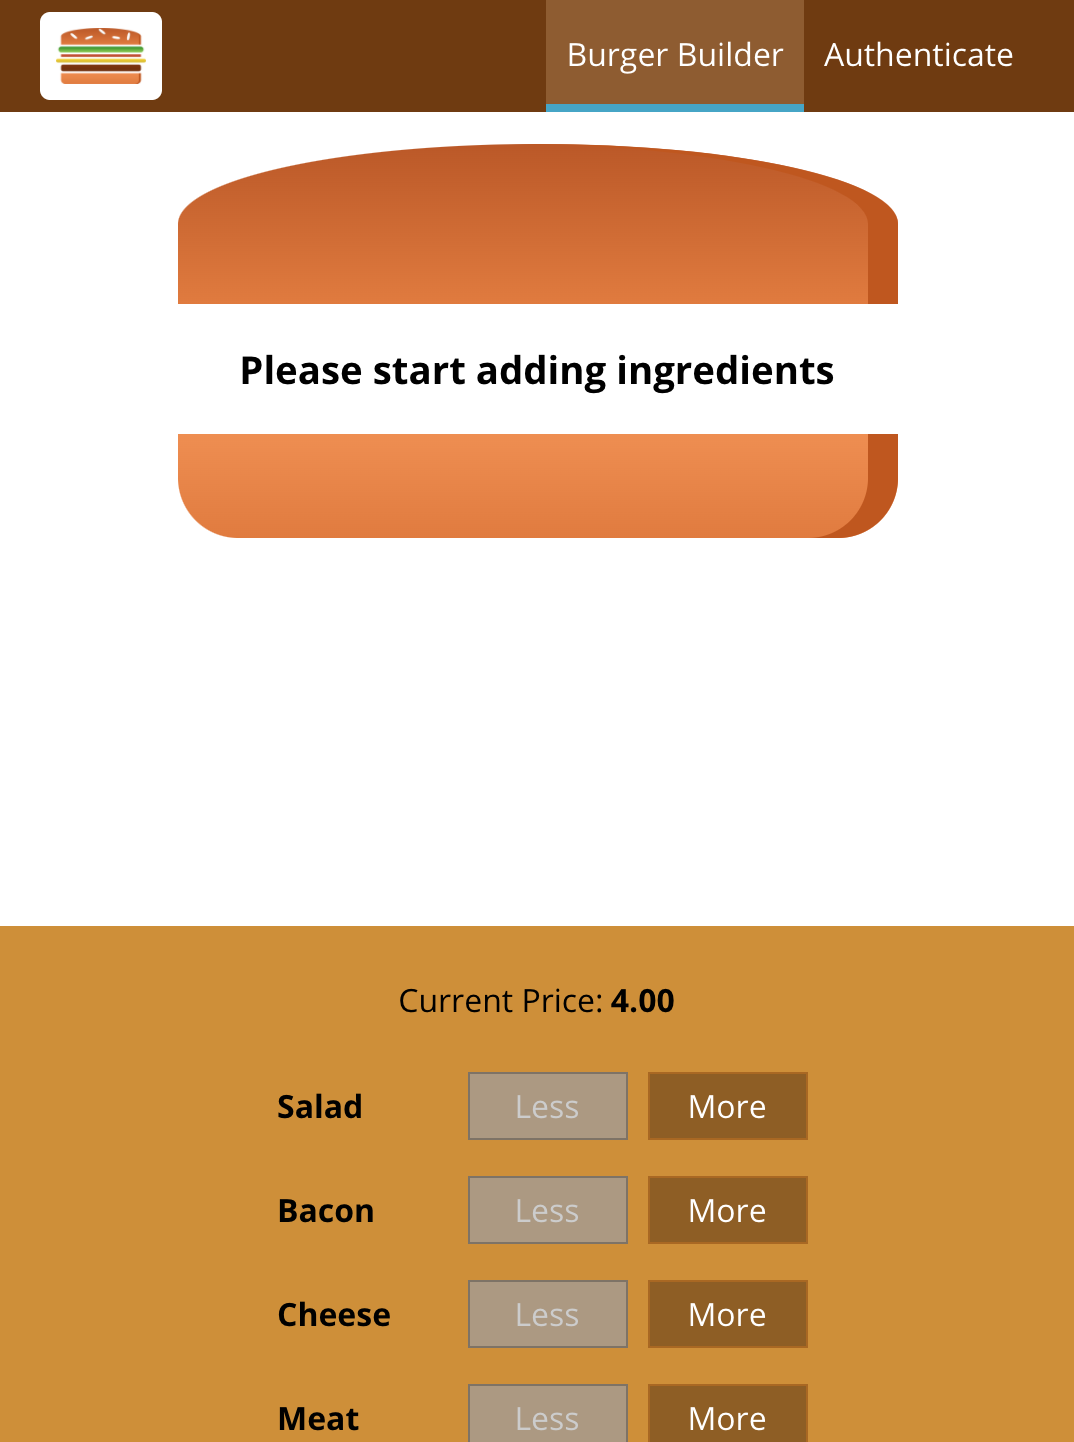 Burger Builder Authenticate
Please start adding ingredients
Current Price: 4.00
Salad Less More
Bacon Less More
Cheese Less More
Meat Less More